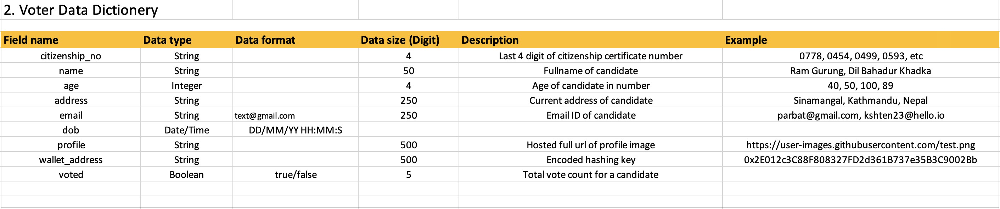 2. Voter Data Dictionery
Field name Data type Data format Data size (Digit) Description Example
citizenship_no String 4 Last 4 digit of citizenship certificate number 0778, 0454, 0499, 0593, etc
name String 50 Fullname of candidate Ram Gurung, Dil Bahadur Khadka
age Integer 4 Age of candidate in number 40, 50, 100, 89
address String 250 Current address of candidate Sinamangal, Kathmandu, Nepal
email String text@gmail.com 250 Email ID of candidate parbat@gmail.com, kshten23@hello.io
dob Date/Time DD/MM/YY HH:MM:S
profile String 500 Hosted full url of profile image https://user-images.githubusercontent.com/test.png
wallet_address String 500 Encoded hashing key 0x2E012c3C88F808327FD2d361B737e35B3C9002Bb
voted Boolean true/false 5 Total vote count for a candidate